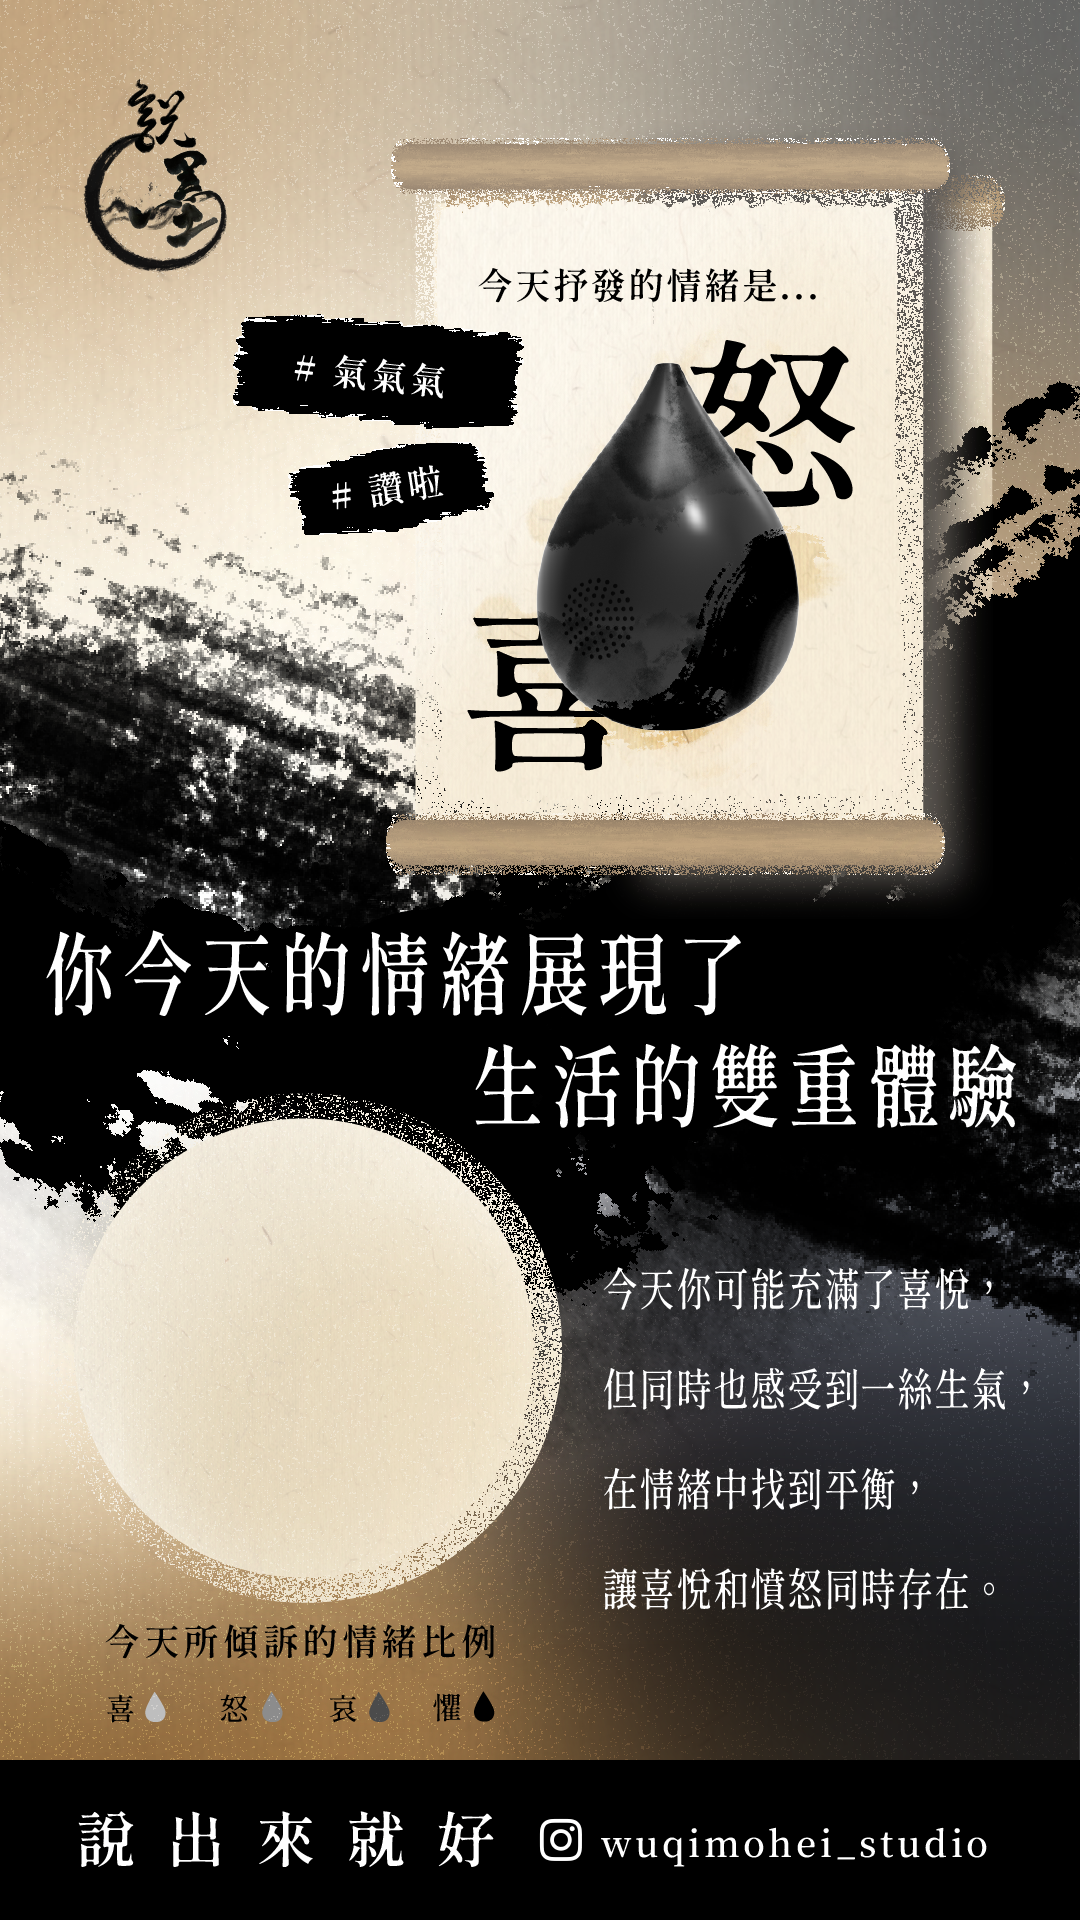 說墨
今天抒發的情緒是...
# 氣氣氣
# 讚啦
怒
喜
你今天的情緒展現了
生活的雙重體驗
今天你可能充滿了喜悅，
但同時也感受到一絲生氣，
在情緒中找到平衡，
讓喜悅和憤怒同時存在。
今天所傾訴的情緒比例
喜 怒 哀 懼
說出來就好 wuqimohei_studio